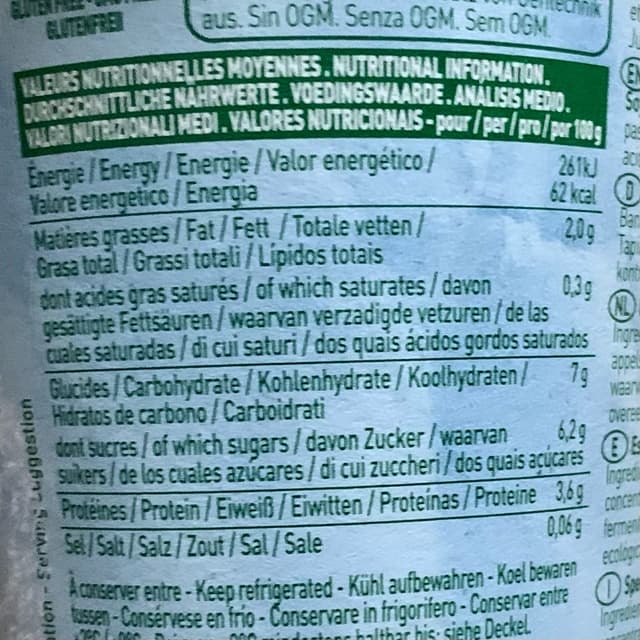 GLUTENFREI
aus. Sin OGM. Senza OGM. Sem OGM.
VALEURS NUTRITIONNELLES MOYENNES. NUTRITIONAL INFORMATION.
DURCHSCHNITTLICHE NÄHRWERTE. VOEDINGSWAARDE. ANÁLISIS MEDIO.
VALORI NUTRIZIONALI MEDI. VALORES NUTRICIONAIS - pour / per / pro / por 100 g
Énergie / Energy / Energie / Valor energético / 261 kJ
Valore energetico / Energia 62 kcal
Matières grasses / Fat / Fett / Totale vetten / 2,0 g
Grasa total / Grassi totali / Lípidos totais
dont acides gras saturés / of which saturates / davon 0,3 g
gesättigte Fettsäuren / waarvan verzadigde vetzuren / de las
cuales saturadas / di cui saturi / dos quais ácidos gordos saturados
Glucides / Carbohydrate / Kohlenhydrate / Koolhydraten / 7 g
Hidratos de carbono / Carboidrati
dont sucres / of which sugars / davon Zucker / waarvan 6,2 g
suikers / de los cuales azúcares / di cui zuccheri / dos quais açúcares
Protéines / Protein / Eiweiß / Eiwitten / Proteínas / Proteine 3,6 g
Sel / Salt / Salz / Zout / Sal / Sale 0,06 g
À conserver entre - Keep refrigerated - Kühl aufbewahren - Koel bewaren
tussen - Consérvese en frío - Conservare in frigorifero - Conservar entre
mindestens haltbar bis: siehe Deckel.
EN
D
NL
E
I